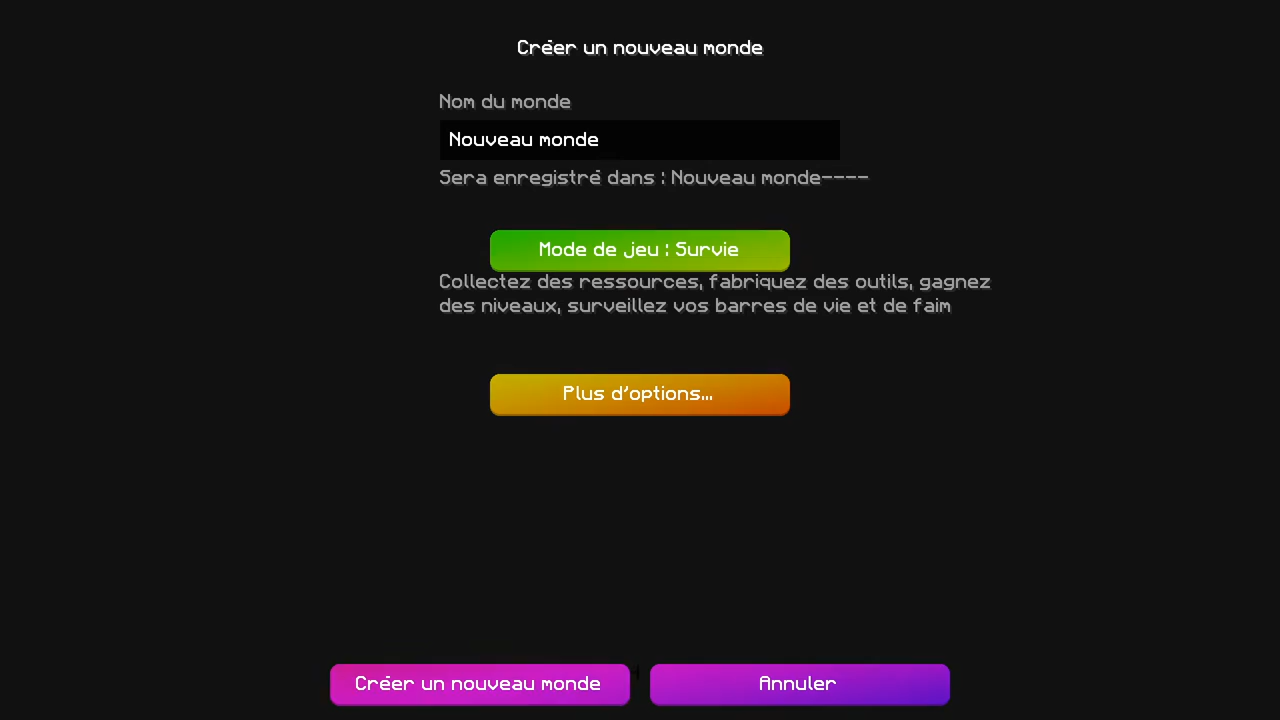 Créer un nouveau monde
Nom du monde
Nouveau monde
Sera enregistré dans : Nouveau monde----
Mode de jeu : Survie
Collectez des ressources, fabriquez des outils, gagnez
des niveaux, surveillez vos barres de vie et de faim
Plus d'options...
Créer un nouveau monde
Annuler